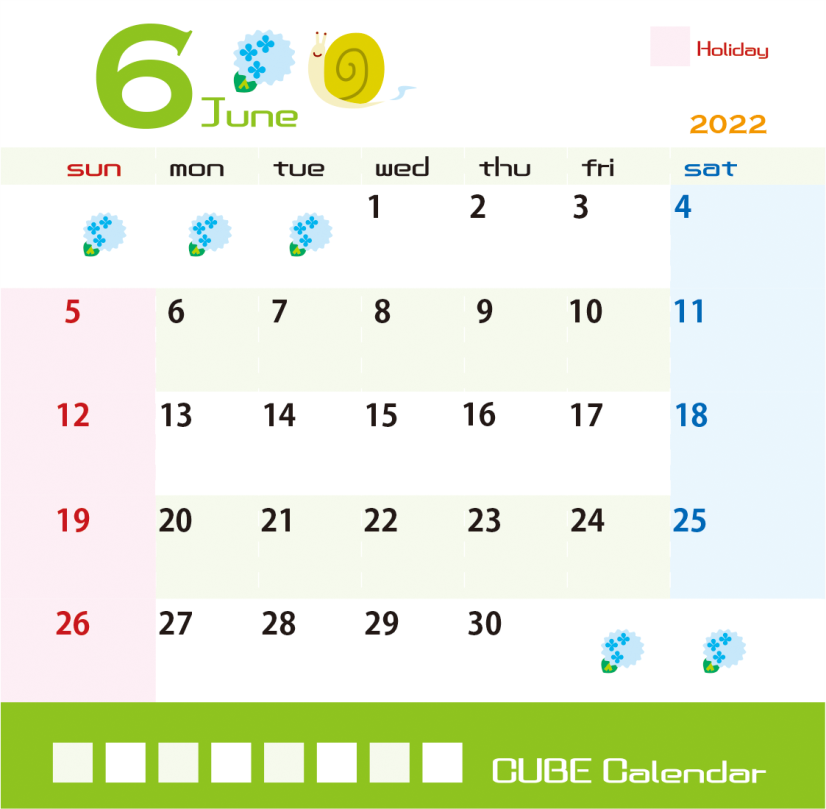 6 June
Holiday
2022
sun mon tue wed thu fri sat
1 2 3 4
5 6 7 8 9 10 11
12 13 14 15 16 17 18
19 20 21 22 23 24 25
26 27 28 29 30
CUBE Calendar